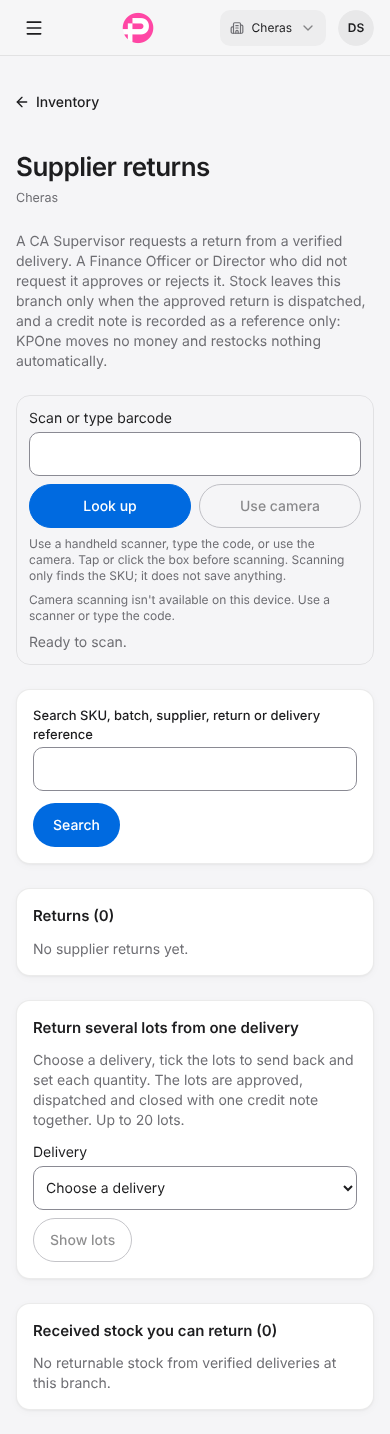 Cheras
DS
Inventory
Supplier returns
Cheras
A CA Supervisor requests a return from a verified
delivery. A Finance Officer or Director who did not
request it approves or rejects it. Stock leaves this
branch only when the approved return is dispatched,
and a credit note is recorded as a reference only:
KPOne moves no money and restocks nothing
automatically.
Scan or type barcode
Look up
Use camera
Use a handheld scanner, type the code, or use the
camera. Tap or click the box before scanning. Scanning
only finds the SKU; it does not save anything.
Camera scanning isn't available on this device. Use a
scanner or type the code.
Ready to scan.
Search SKU, batch, supplier, return or delivery
reference
Search
Returns (0)
No supplier returns yet.
Return several lots from one delivery
Choose a delivery, tick the lots to send back and
set each quantity. The lots are approved,
dispatched and closed with one credit note
together. Up to 20 lots.
Delivery
Choose a delivery
Show lots
Received stock you can return (0)
No returnable stock from verified deliveries at
this branch.